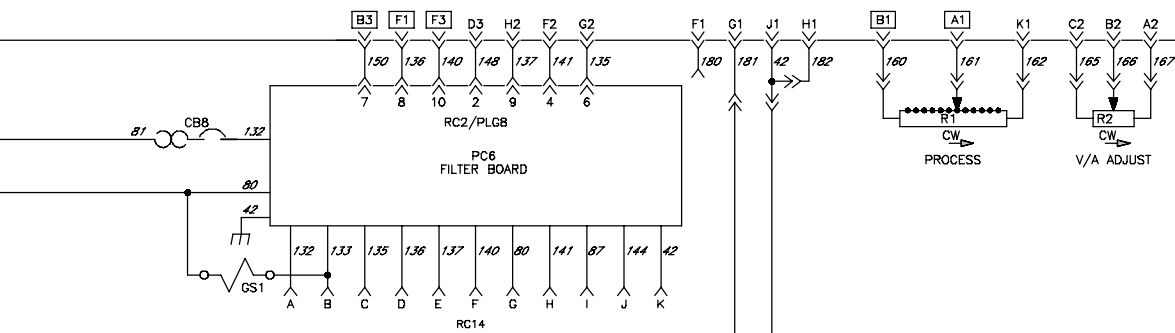 B3 F1 F3 D3 H2 F2 G2 F1 G1 J1 H1 B1 A1 K1 C2 B2 A2
150 136 140 148 137 141 135 180 181 42 182 160 161 162 165 166 167
7 8 10 2 9 4 6
RC2/PLG8
R1 R2
81 CB8 132
CW CW
PC6
FILTER BOARD
PROCESS V/A ADJUST
80
42
132 133 135 136 137 140 80 141 87 144 42
GS1
A B C D E F G H I J K
RC14